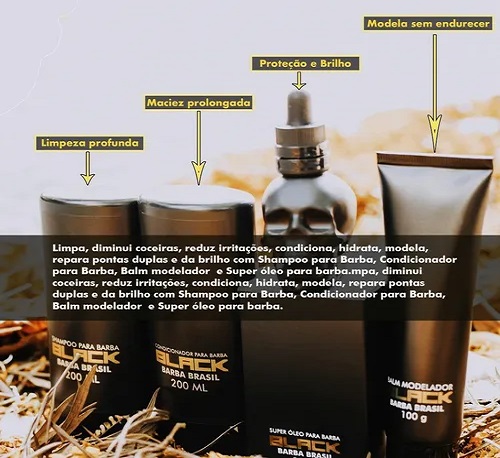 Modela sem endurecer
Proteção e Brilho
Maciez prolongada
Limpeza profunda
Limpa, diminui coceiras, reduz irritações, condiciona, hidrata, modela,
repara pontas duplas e da brilho com Shampoo para Barba, Condicionador
para Barba, Balm modelador e Super óleo para barba.mpa, diminui
coceiras, reduz irritações, condiciona, hidrata, modela, repara pontas
duplas e da brilho com Shampoo para Barba, Condicionador para Barba,
Balm modelador e Super óleo para barba.
SHAMPOO PARA BARBA
BLACK
BARBA BRASIL
200 ML
CONDICIONADOR PARA BARBA
BLACK
BARBA BRASIL
200 ML
SUPER ÓLEO PARA BARBA
BLACK
BARBA BRASIL
BALM MODELADOR
BLACK
BARBA BRASIL
100 g